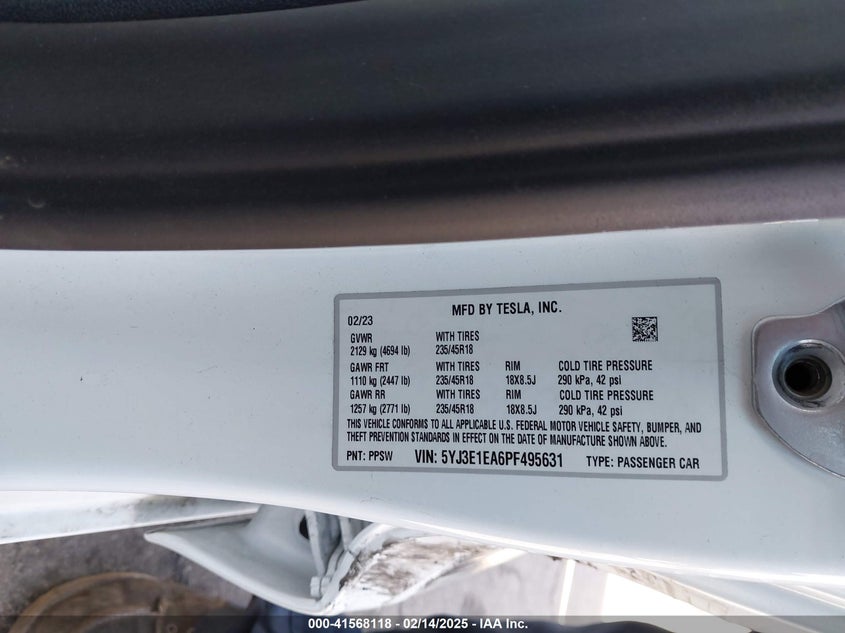 MFD BY TESLA, INC.
02/23
GVWR WITH TIRES
2129 kg (4694 lb) 235/45R18
GAWR FRT WITH TIRES RIM COLD TIRE PRESSURE
1110 kg (2447 lb) 235/45R18 18X8.5J 290 kPa, 42 psi
GAWR RR WITH TIRES RIM COLD TIRE PRESSURE
1257 kg (2771 lb) 235/45R18 18X8.5J 290 kPa, 42 psi
THIS VEHICLE CONFORMS TO ALL APPLICABLE U.S. FEDERAL MOTOR VEHICLE SAFETY, BUMPER, AND
THEFT PREVENTION STANDARDS IN EFFECT ON THE DATE OF MANUFACTURE SHOWN ABOVE.
PNT: PPSW VIN: 5YJ3E1EA6PF495631 TYPE: PASSENGER CAR
000-41568118 - 02/14/2025 - IAA Inc.